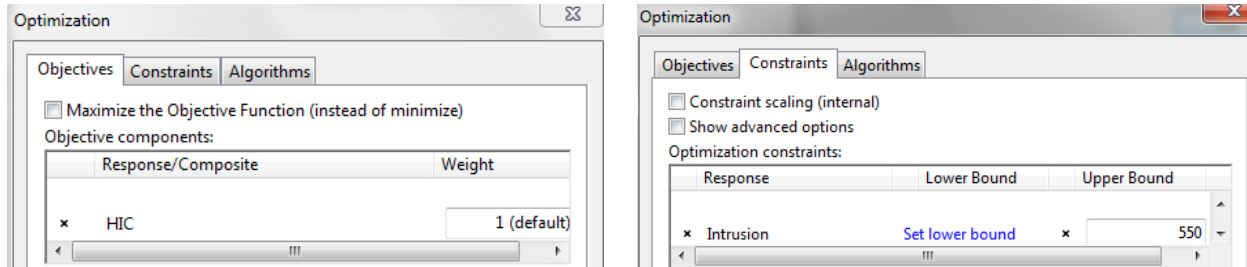 Optimization
Objectives Constraints Algorithms
Maximize the Objective Function (instead of minimize)
Objective components:
Response/Composite Weight
HIC 1 (default)
Optimization
Objectives Constraints Algorithms
Constraint scaling (internal)
Show advanced options
Optimization constraints:
Response Lower Bound Upper Bound
Intrusion Set lower bound 550